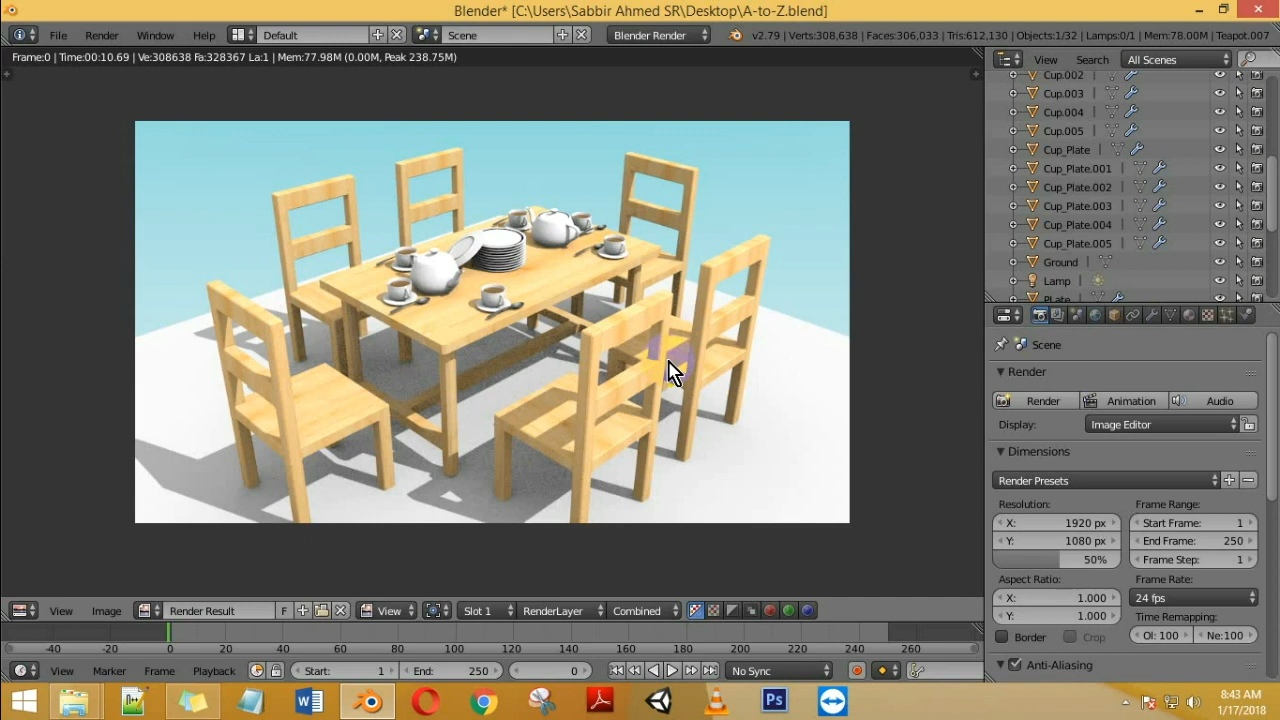 Blender* [C:\Users\Sabbir Ahmed SR\Desktop\A-to-Z.blend]
File Render Window Help Default Scene Blender Render v2.79 | Verts:308,638 | Faces:306,033 | Tris:612,130 | Objects:1/32 | Lamps:0/1 | Mem:78.00M | Teapot.007
Frame:0 | Time:00:10.69 | Ve:308638 Fa:328367 La:1 | Mem:77.98M (0.00M, Peak 238.75M)
View Search All Scenes
Cup.002
Cup.003
Cup.004
Cup.005
Cup_Plate
Cup_Plate.001
Cup_Plate.002
Cup_Plate.003
Cup_Plate.004
Cup_Plate.005
Ground
Lamp
PLate
Scene
Render
Render Animation Audio
Display: Image Editor
Dimensions
Render Presets
Resolution: Frame Range:
X: 1920 px Start Frame: 1
Y: 1080 px End Frame: 250
50% Frame Step: 1
Aspect Ratio: Frame Rate:
X: 1.000 24 fps
Y: 1.000 Time Remapping:
Border Crop Ol: 100 Ne:100
Anti-Aliasing
View Image Render Result F View Slot 1 RenderLayer Combined
-40 -20 0 20 40 60 80 100 120 140 160 180 200 220 240 260
View Marker Frame Playback Start: 1 End: 250 0 No Sync
W Ps
8:43 AM
1/17/2018